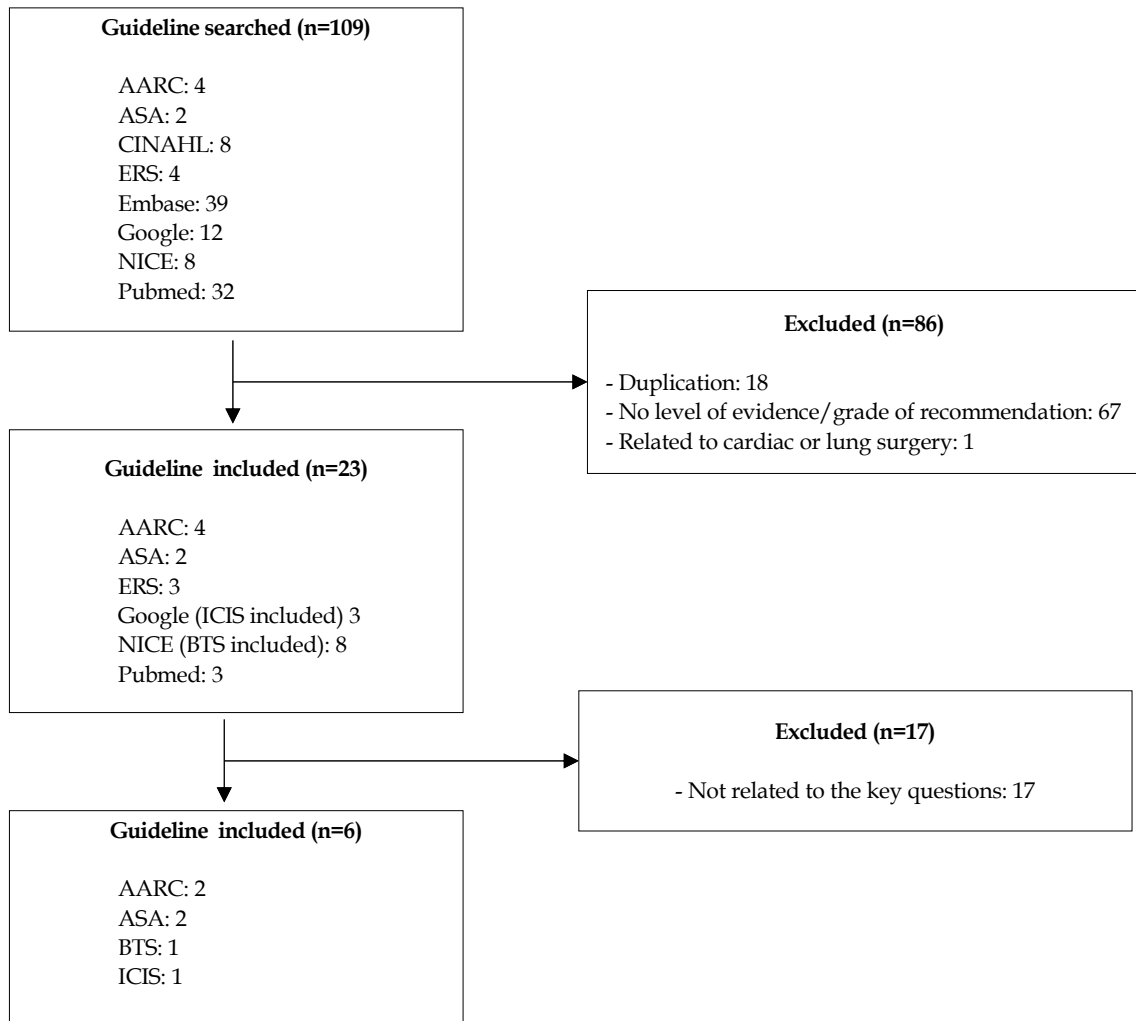 Guideline searched (n=109)
AARC: 4
ASA: 2
CINAHL: 8
ERS: 4
Embase: 39
Google: 12
NICE: 8
Pubmed: 32
Excluded (n=86)
- Duplication: 18
- No level of evidence/grade of recommendation: 67
- Related to cardiac or lung surgery: 1
Guideline included (n=23)
AARC: 4
ASA: 2
ERS: 3
Google (ICIS included) 3
NICE (BTS included): 8
Pubmed: 3
Excluded (n=17)
- Not related to the key questions: 17
Guideline included (n=6)
AARC: 2
ASA: 2
BTS: 1
ICIS: 1